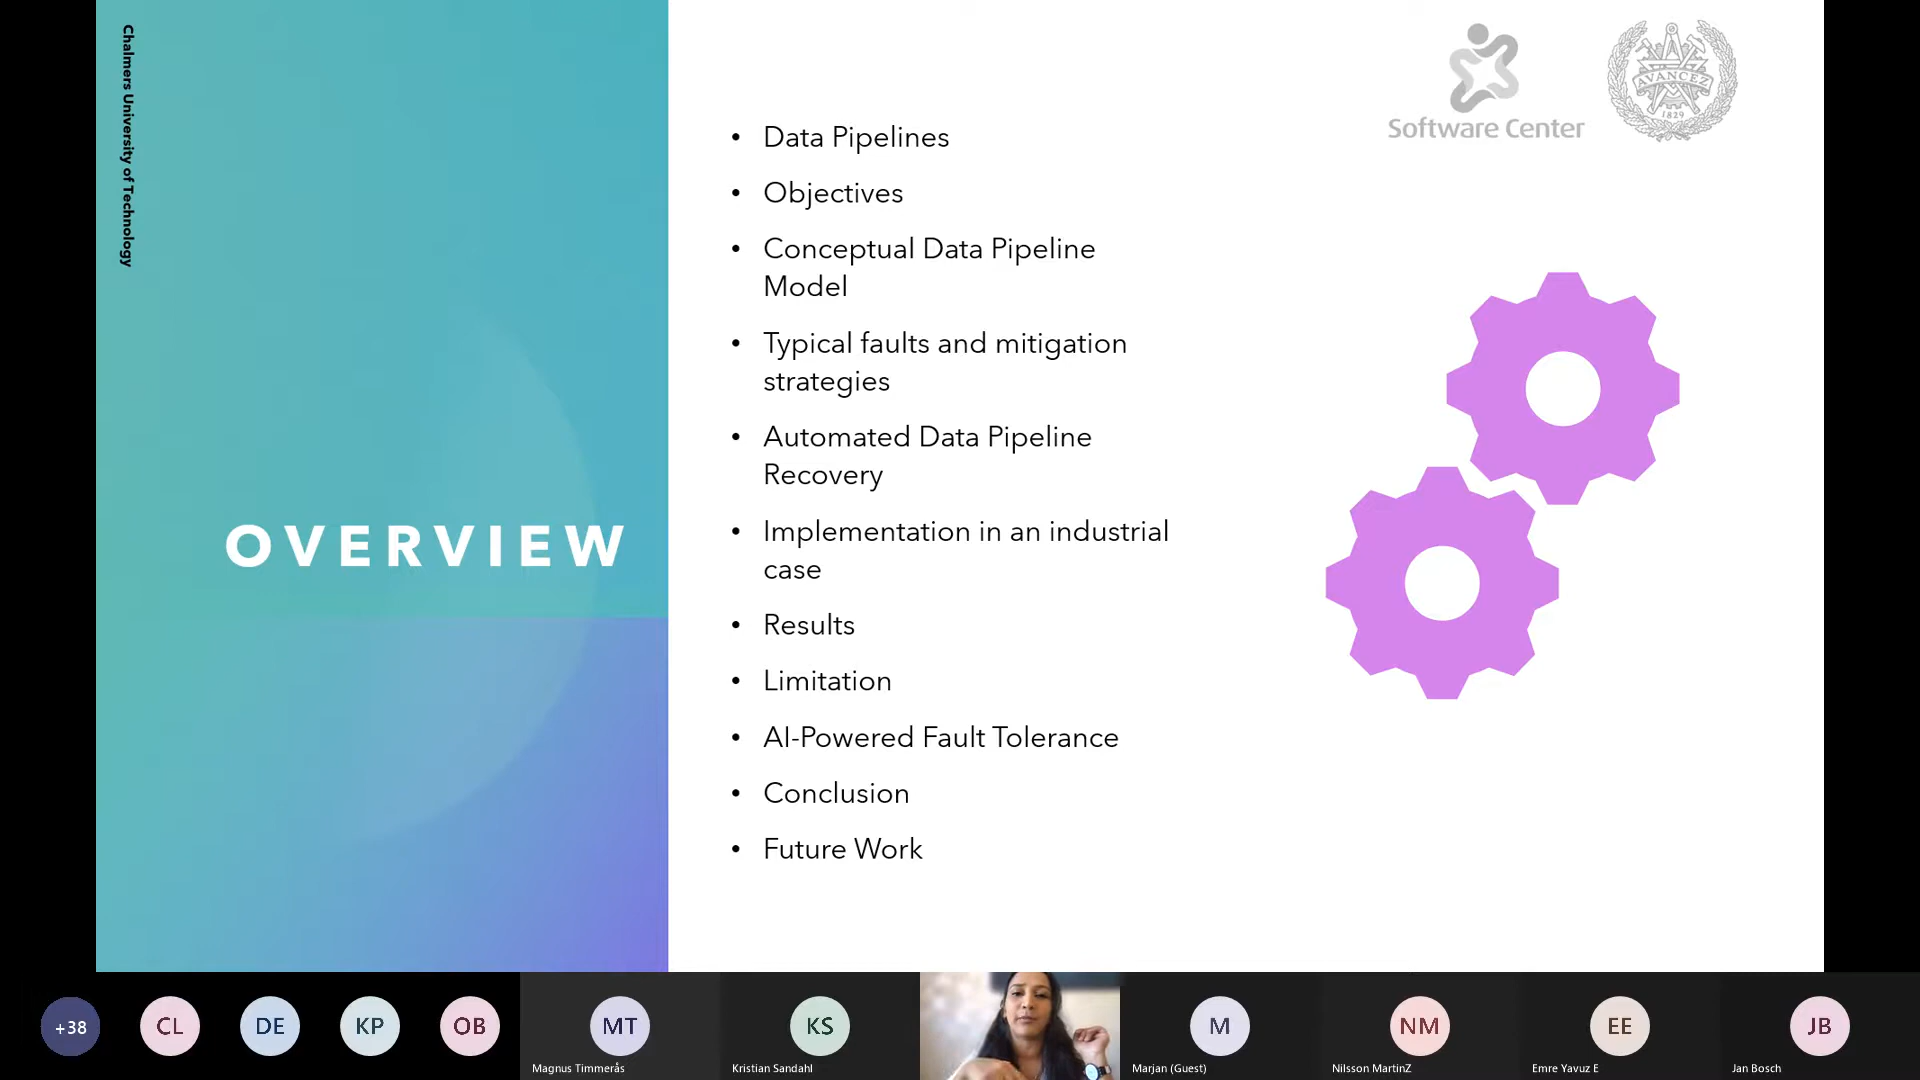 Chalmers University of Technology
OVERVIEW
• Data Pipelines
• Objectives
• Conceptual Data Pipeline
Model
• Typical faults and mitigation
strategies
• Automated Data Pipeline
Recovery
• Implementation in an industrial
case
• Results
• Limitation
• AI-Powered Fault Tolerance
• Conclusion
• Future Work
Software Center
AVANCEZ
1829
+38
CL
DE
KP
OB
MT
Magnus Timmerås
KS
Kristian Sandahl
M
Marjan (Guest)
NM
Nilsson MartinZ
EE
Emre Yavuz E
JB
Jan Bosch